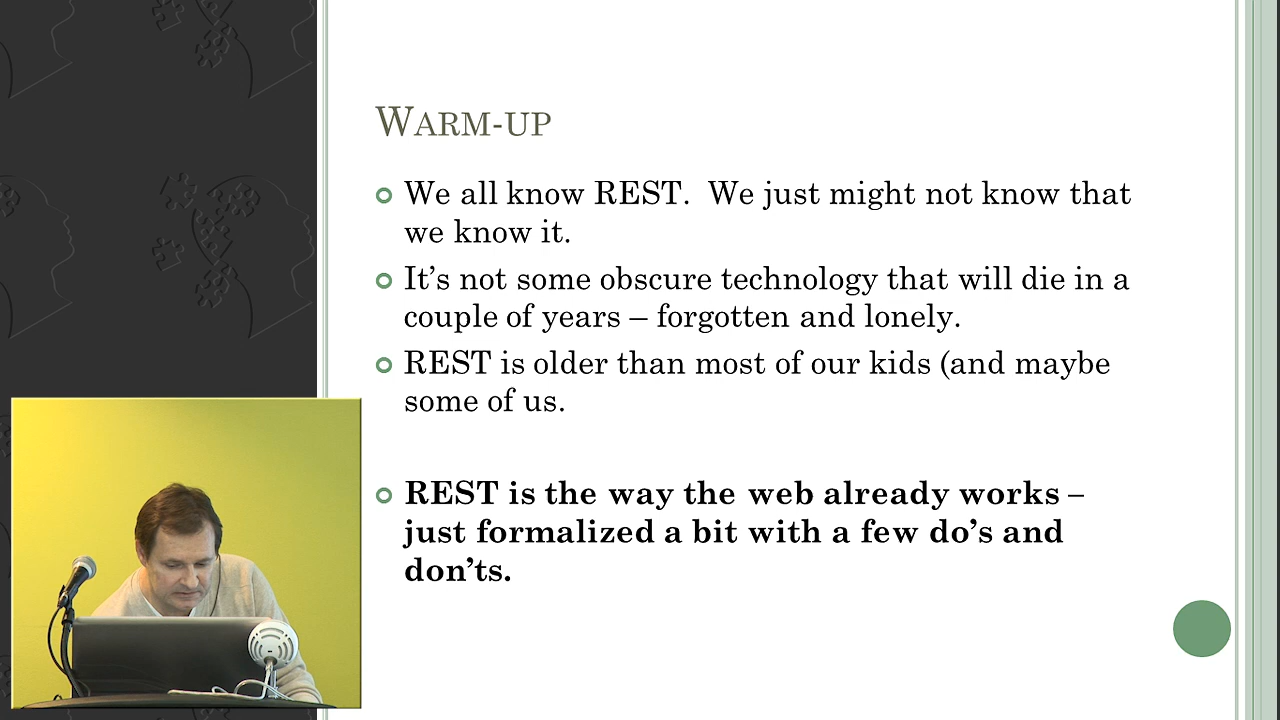 WARM-UP
We all know REST.  We just might not know that
we know it.
It’s not some obscure technology that will die in a
couple of years – forgotten and lonely.
REST is older than most of our kids (and maybe
some of us.
REST is the way the web already works –
just formalized a bit with a few do’s and
don’ts.